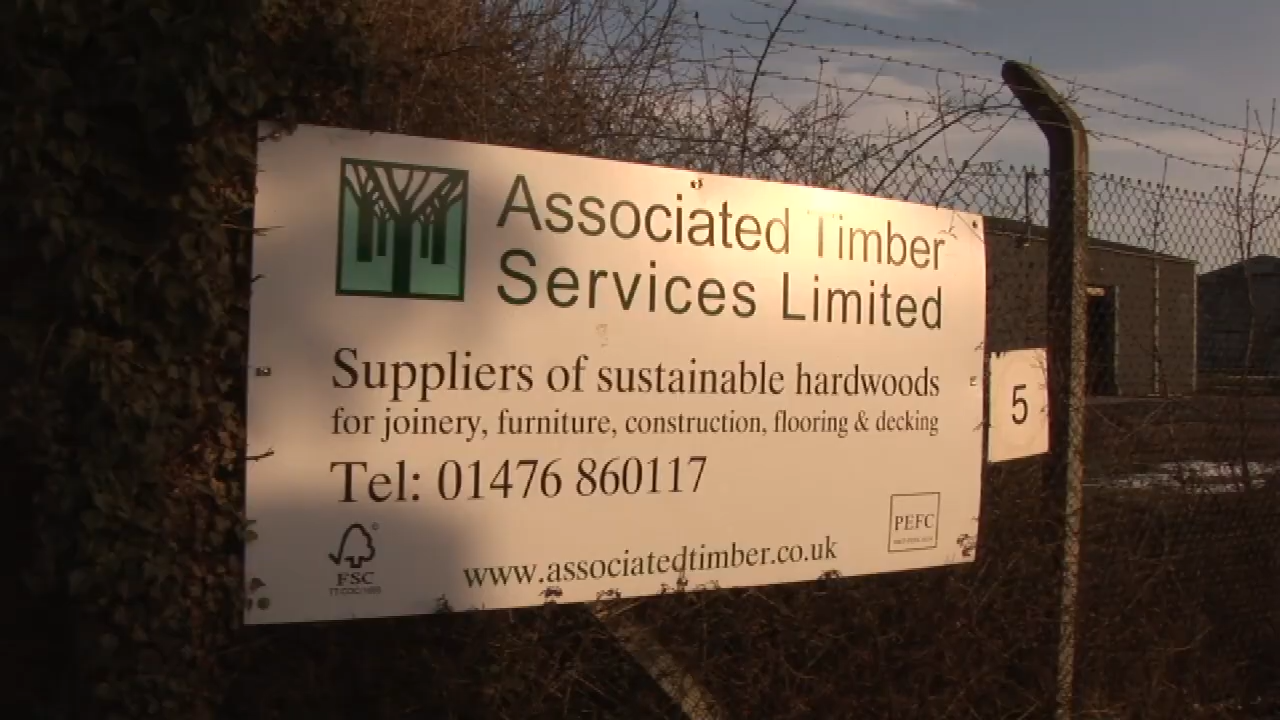 Associated Timber
Services Limited
Suppliers of sustainable hardwoods
for joinery, furniture, construction, flooring & decking
Tel: 01476 860117
www.associatedtimber.co.uk
FSC
PEFC
5